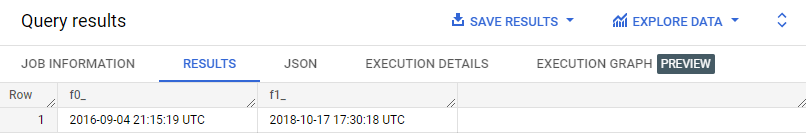 Query results SAVE RESULTS EXPLORE DATA
JOB INFORMATION RESULTS JSON EXECUTION DETAILS EXECUTION GRAPH PREVIEW
Row f0_ f1_
1 2016-09-04 21:15:19 UTC 2018-10-17 17:30:18 UTC